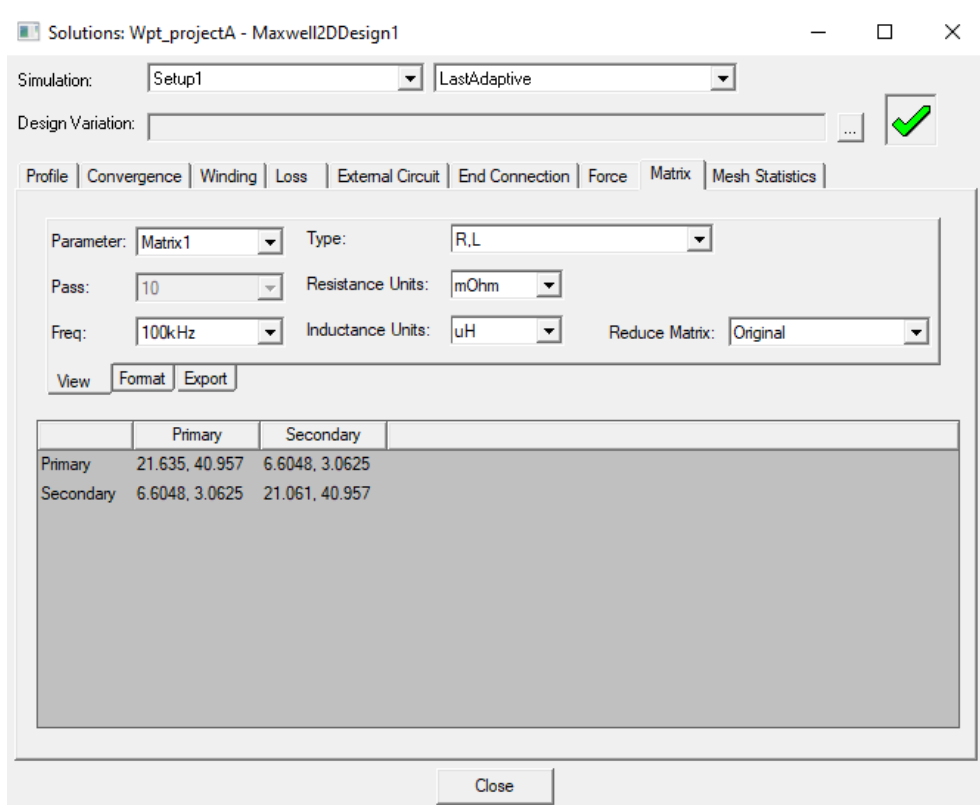 Solutions: Wpt_projectA - Maxwell2DDesign1
Simulation: Setup1 LastAdaptive
Design Variation: ...
Profile Convergence Winding Loss External Circuit End Connection Force Matrix Mesh Statistics
Parameter: Matrix1 Type: R,L
Pass: 10 Resistance Units: mOhm
Freq: 100kHz Inductance Units: uH Reduce Matrix: Original
View Format Export
Primary Secondary
Primary 21.635, 40.957 6.6048, 3.0625
Secondary 6.6048, 3.0625 21.061, 40.957
Close